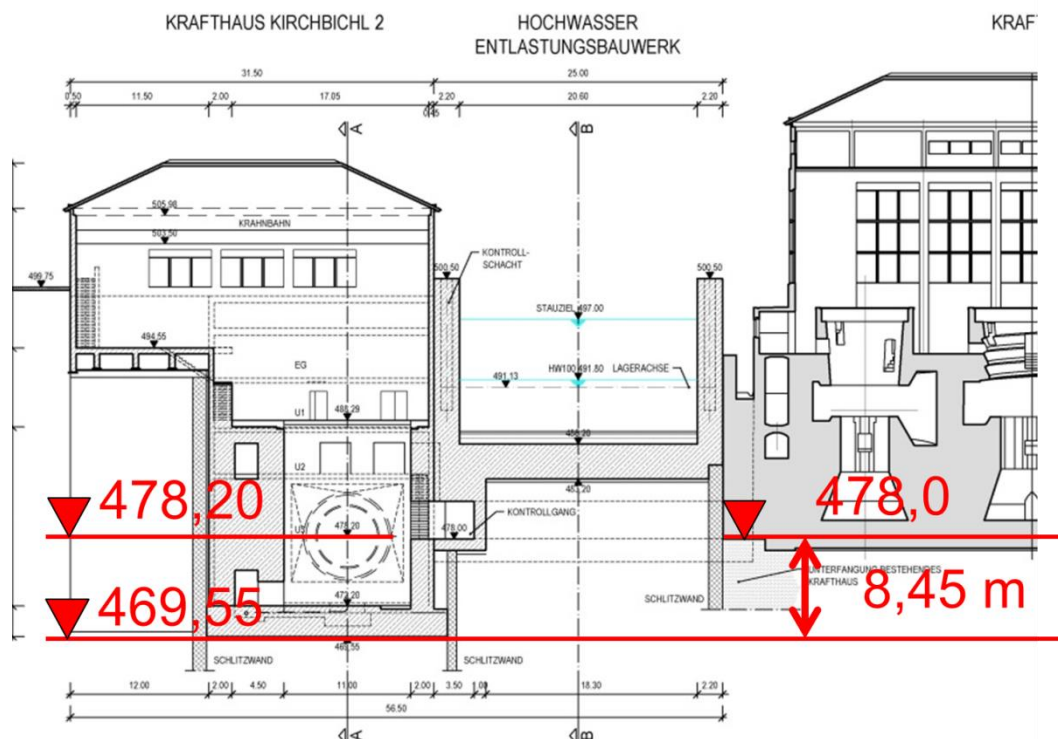 KRAFTHAUS KIRCHBICHL 2
HOCHWASSER
ENTLASTUNGSBAUWERK
KRAF
31.50
25.00
0.50
11.50
2.00
17.05
0.45
2.20
20.60
2.20
A
B
505.98
KRAHNBAHN
503.50
499.75
500.50
KONTROLL-
SCHACHT
500.50
STAUZIEL 497.00
494.55
EG
HW100 491.80
LAGERACHSE
491.13
U1
488.29
U2
478,20
U3
478.20
478.00
KONTROLLGANG
478,0
UNTERFANGUNG BESTEHENDES
KRAFTHAUS
8,45 m
469,55
SCHLITZWAND
SCHLITZWAND
SCHLITZWAND
12.00
2.00
4.50
11.00
2.00
3.50
18.30
2.20
56.50
A
B